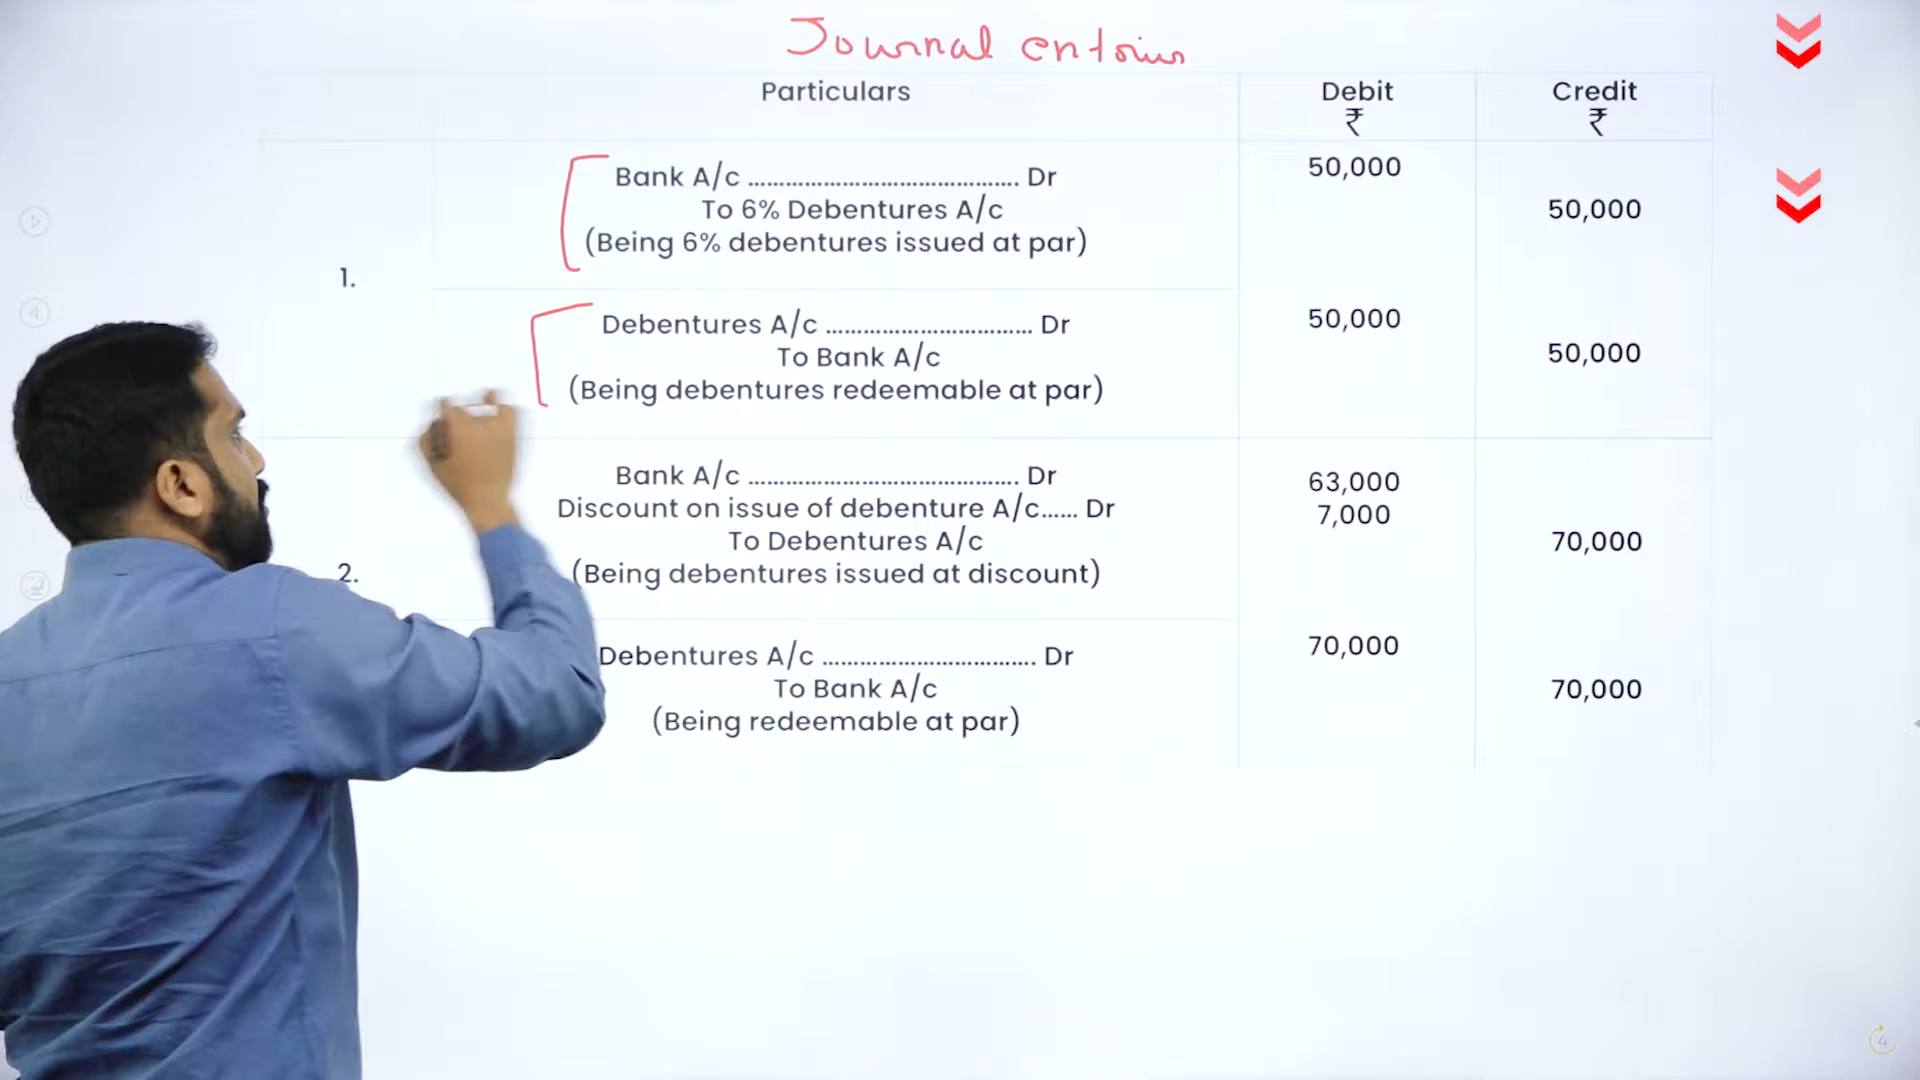 Journal entries
Particulars
Debit
₹
Credit
₹
1.
Bank A/c ........................................... Dr
To 6% Debentures A/c
(Being 6% debentures issued at par)
50,000
50,000
Debentures A/c ................................. Dr
To Bank A/c
(Being debentures redeemable at par)
50,000
50,000
2.
Bank A/c ........................................... Dr
Discount on issue of debenture A/c...... Dr
To Debentures A/c
(Being debentures issued at discount)
63,000
7,000
70,000
Debentures A/c .................................. Dr
To Bank A/c
(Being redeemable at par)
70,000
70,000
4